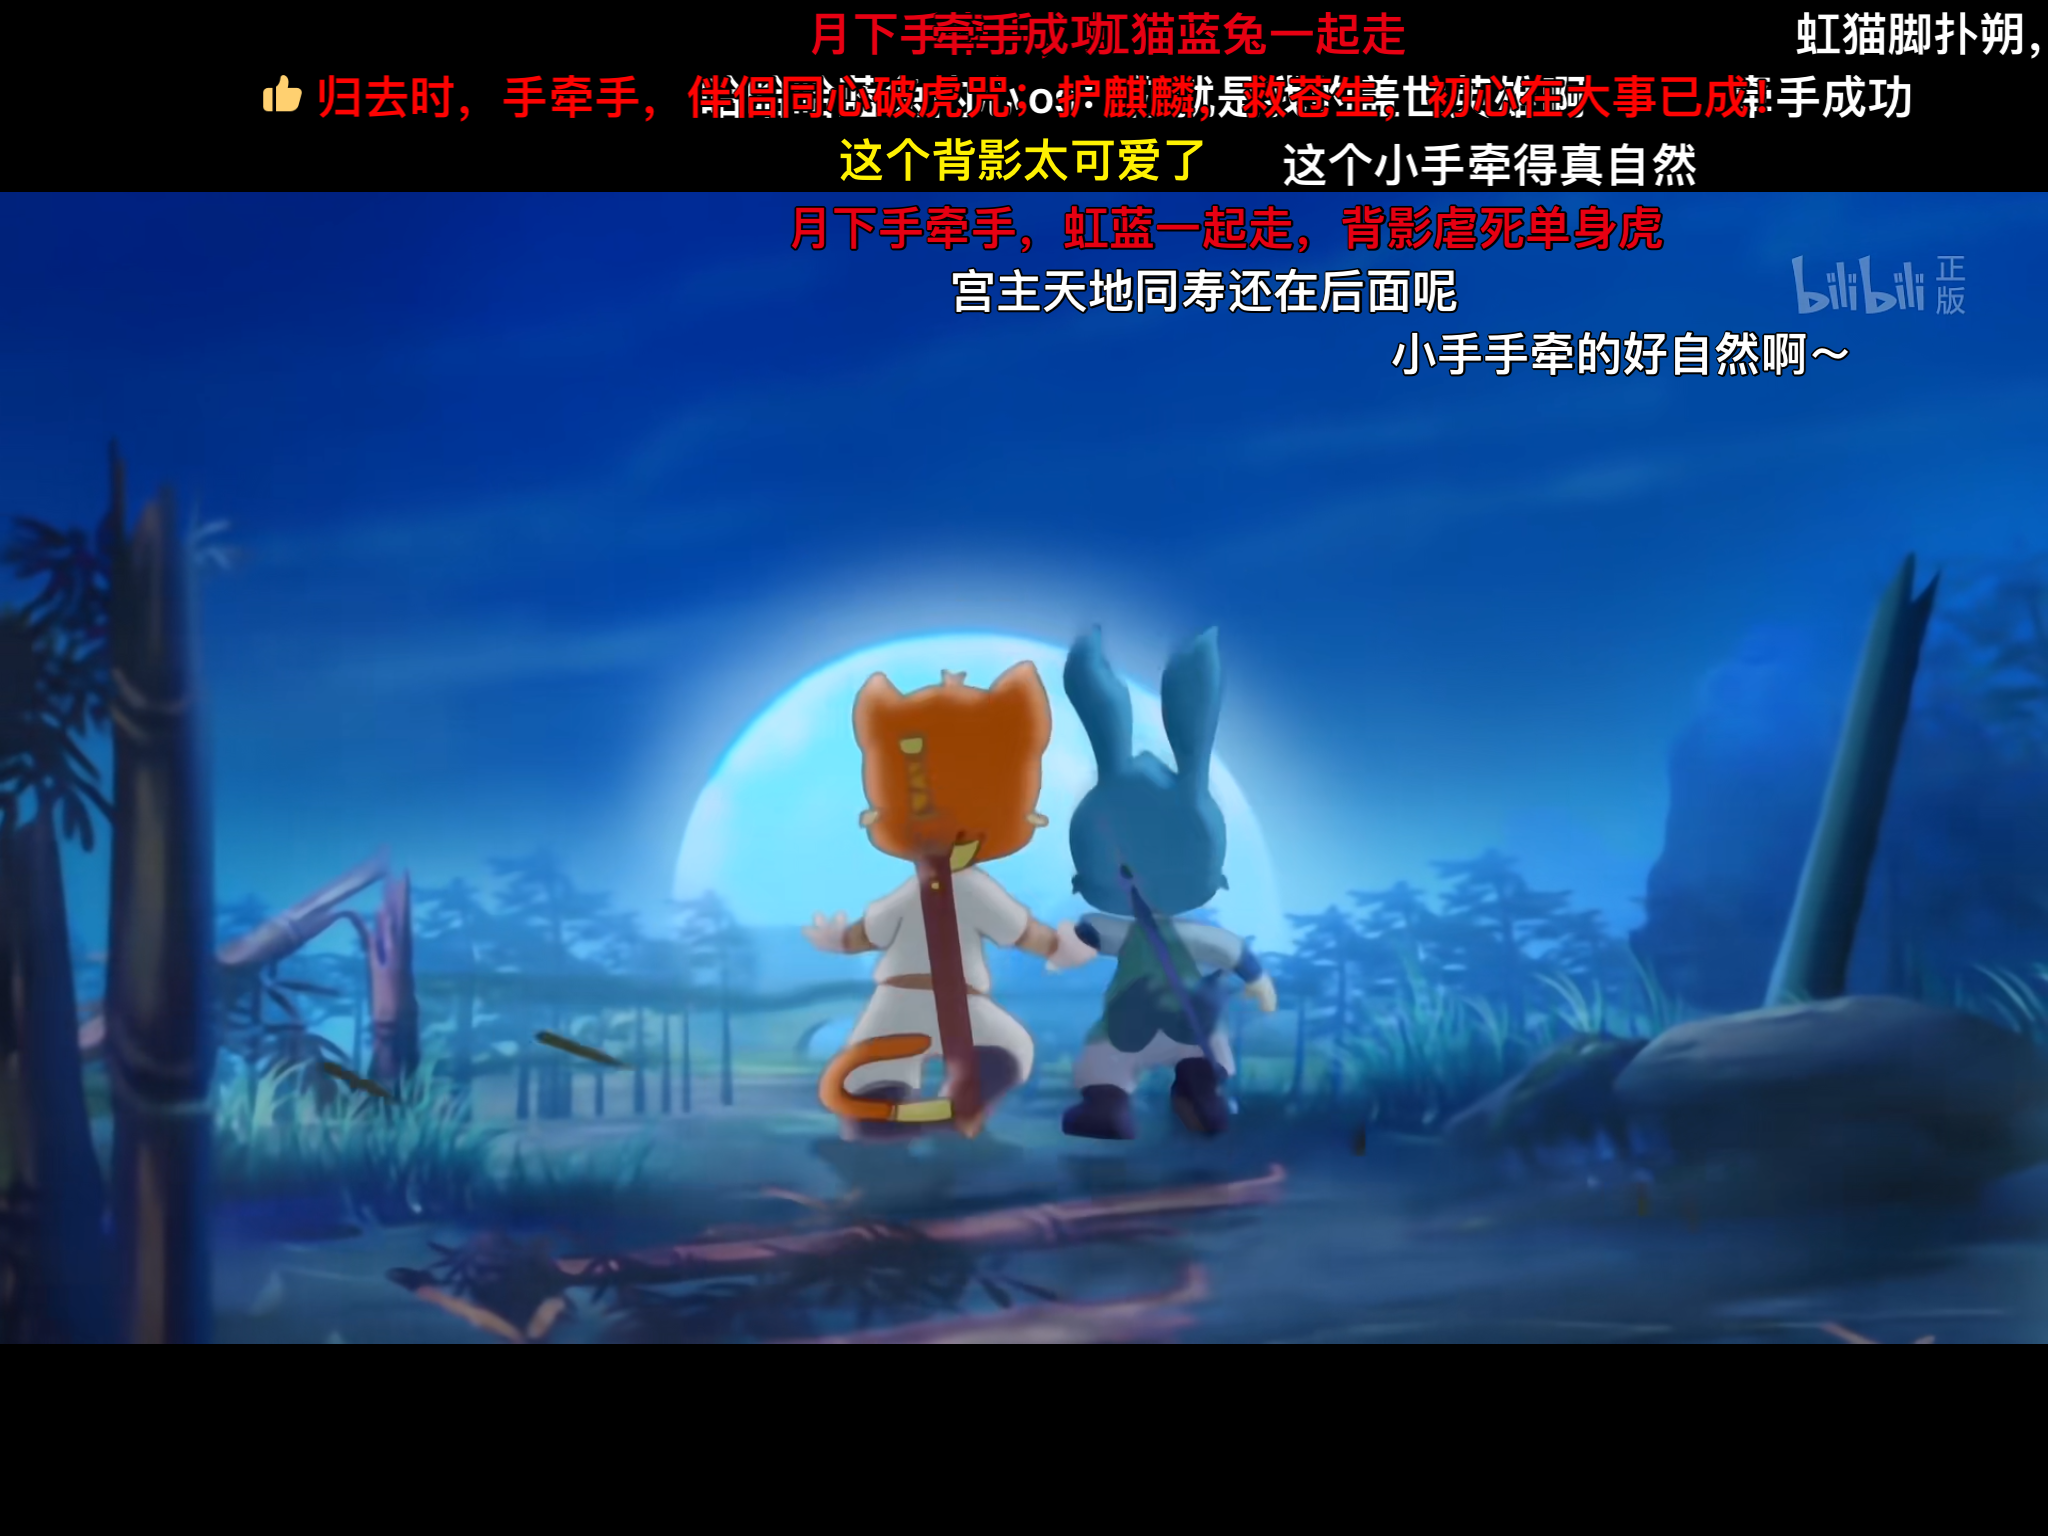 月下手牵手成功虹猫蓝兔一起走
虹猫脚扑朔，
归去时，手牵手，伴侣同心破虎咒；护麒麟，救苍生，初心在大事已成！
牵手成功
这个背影太可爱了
这个小手牵得真自然
月下手牵手，虹蓝一起走，背影虐死单身虎
bilibili 正版
宫主天地同寿还在后面呢
小手手牵的好自然啊～